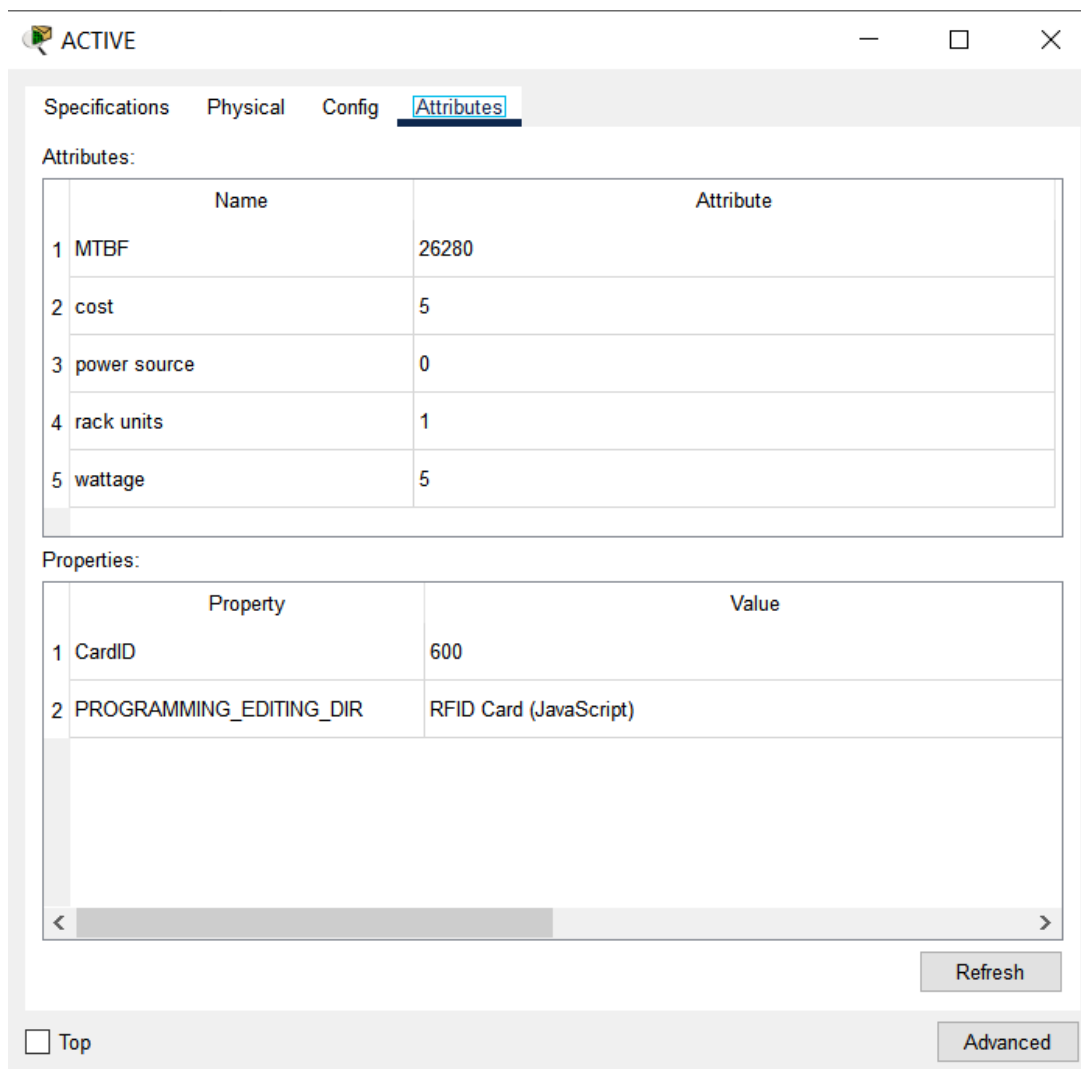 ACTIVE
Specifications Physical Config Attributes
Attributes:
Name Attribute
1 MTBF 26280
2 cost 5
3 power source 0
4 rack units 1
5 wattage 5
Properties:
Property Value
1 CardID 600
2 PROGRAMMING_EDITING_DIR RFID Card (JavaScript)
Refresh
Top Advanced